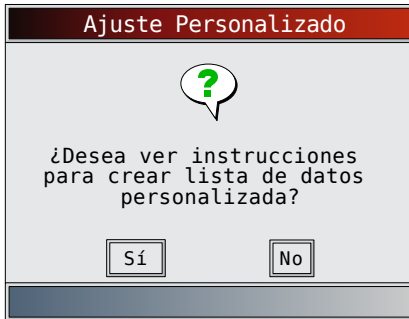 Ajuste Personalizado
?
¿Desea ver instrucciones
para crear lista de datos
personalizada?
Sí No